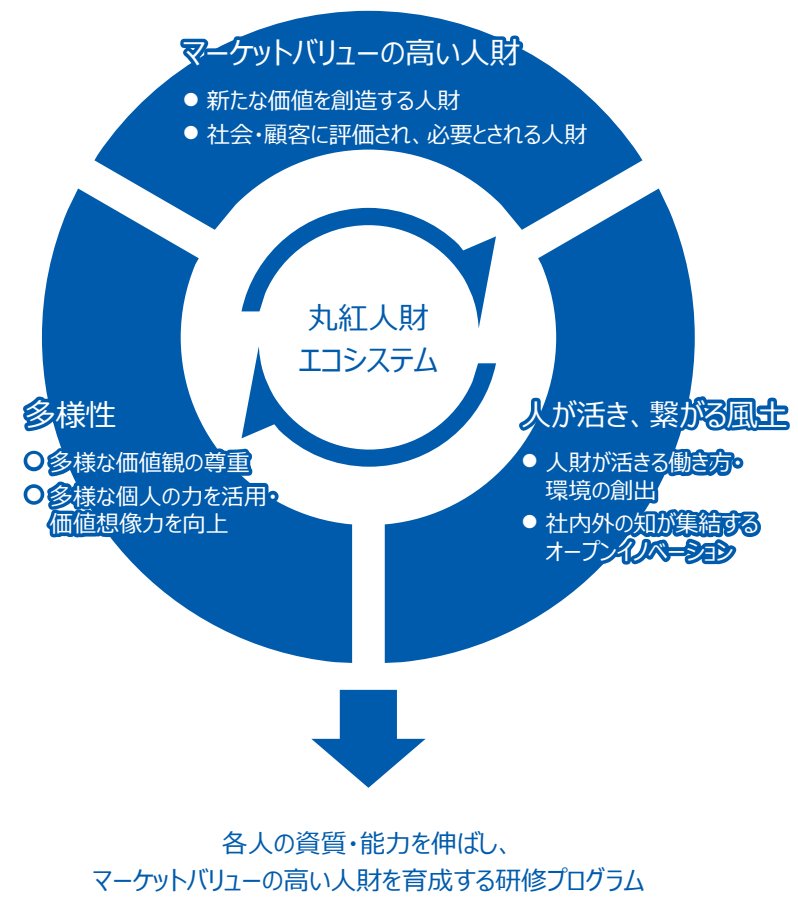 マーケットバリューの高い人財
● 新たな価値を創造する人財
● 社会・顧客に評価され、必要とされる人財
丸紅人財
エコシステム
多様性
多様な価値観の尊重
多様な個人の力を活用・
価値想像力を向上
人が活き、繋がる風土
● 人財が活きる働き方・
環境の創出
● 社内外の知が集結する
オープンイノベーション
各人の資質・能力を伸ばし、
マーケットバリューの高い人財を育成する研修プログラム